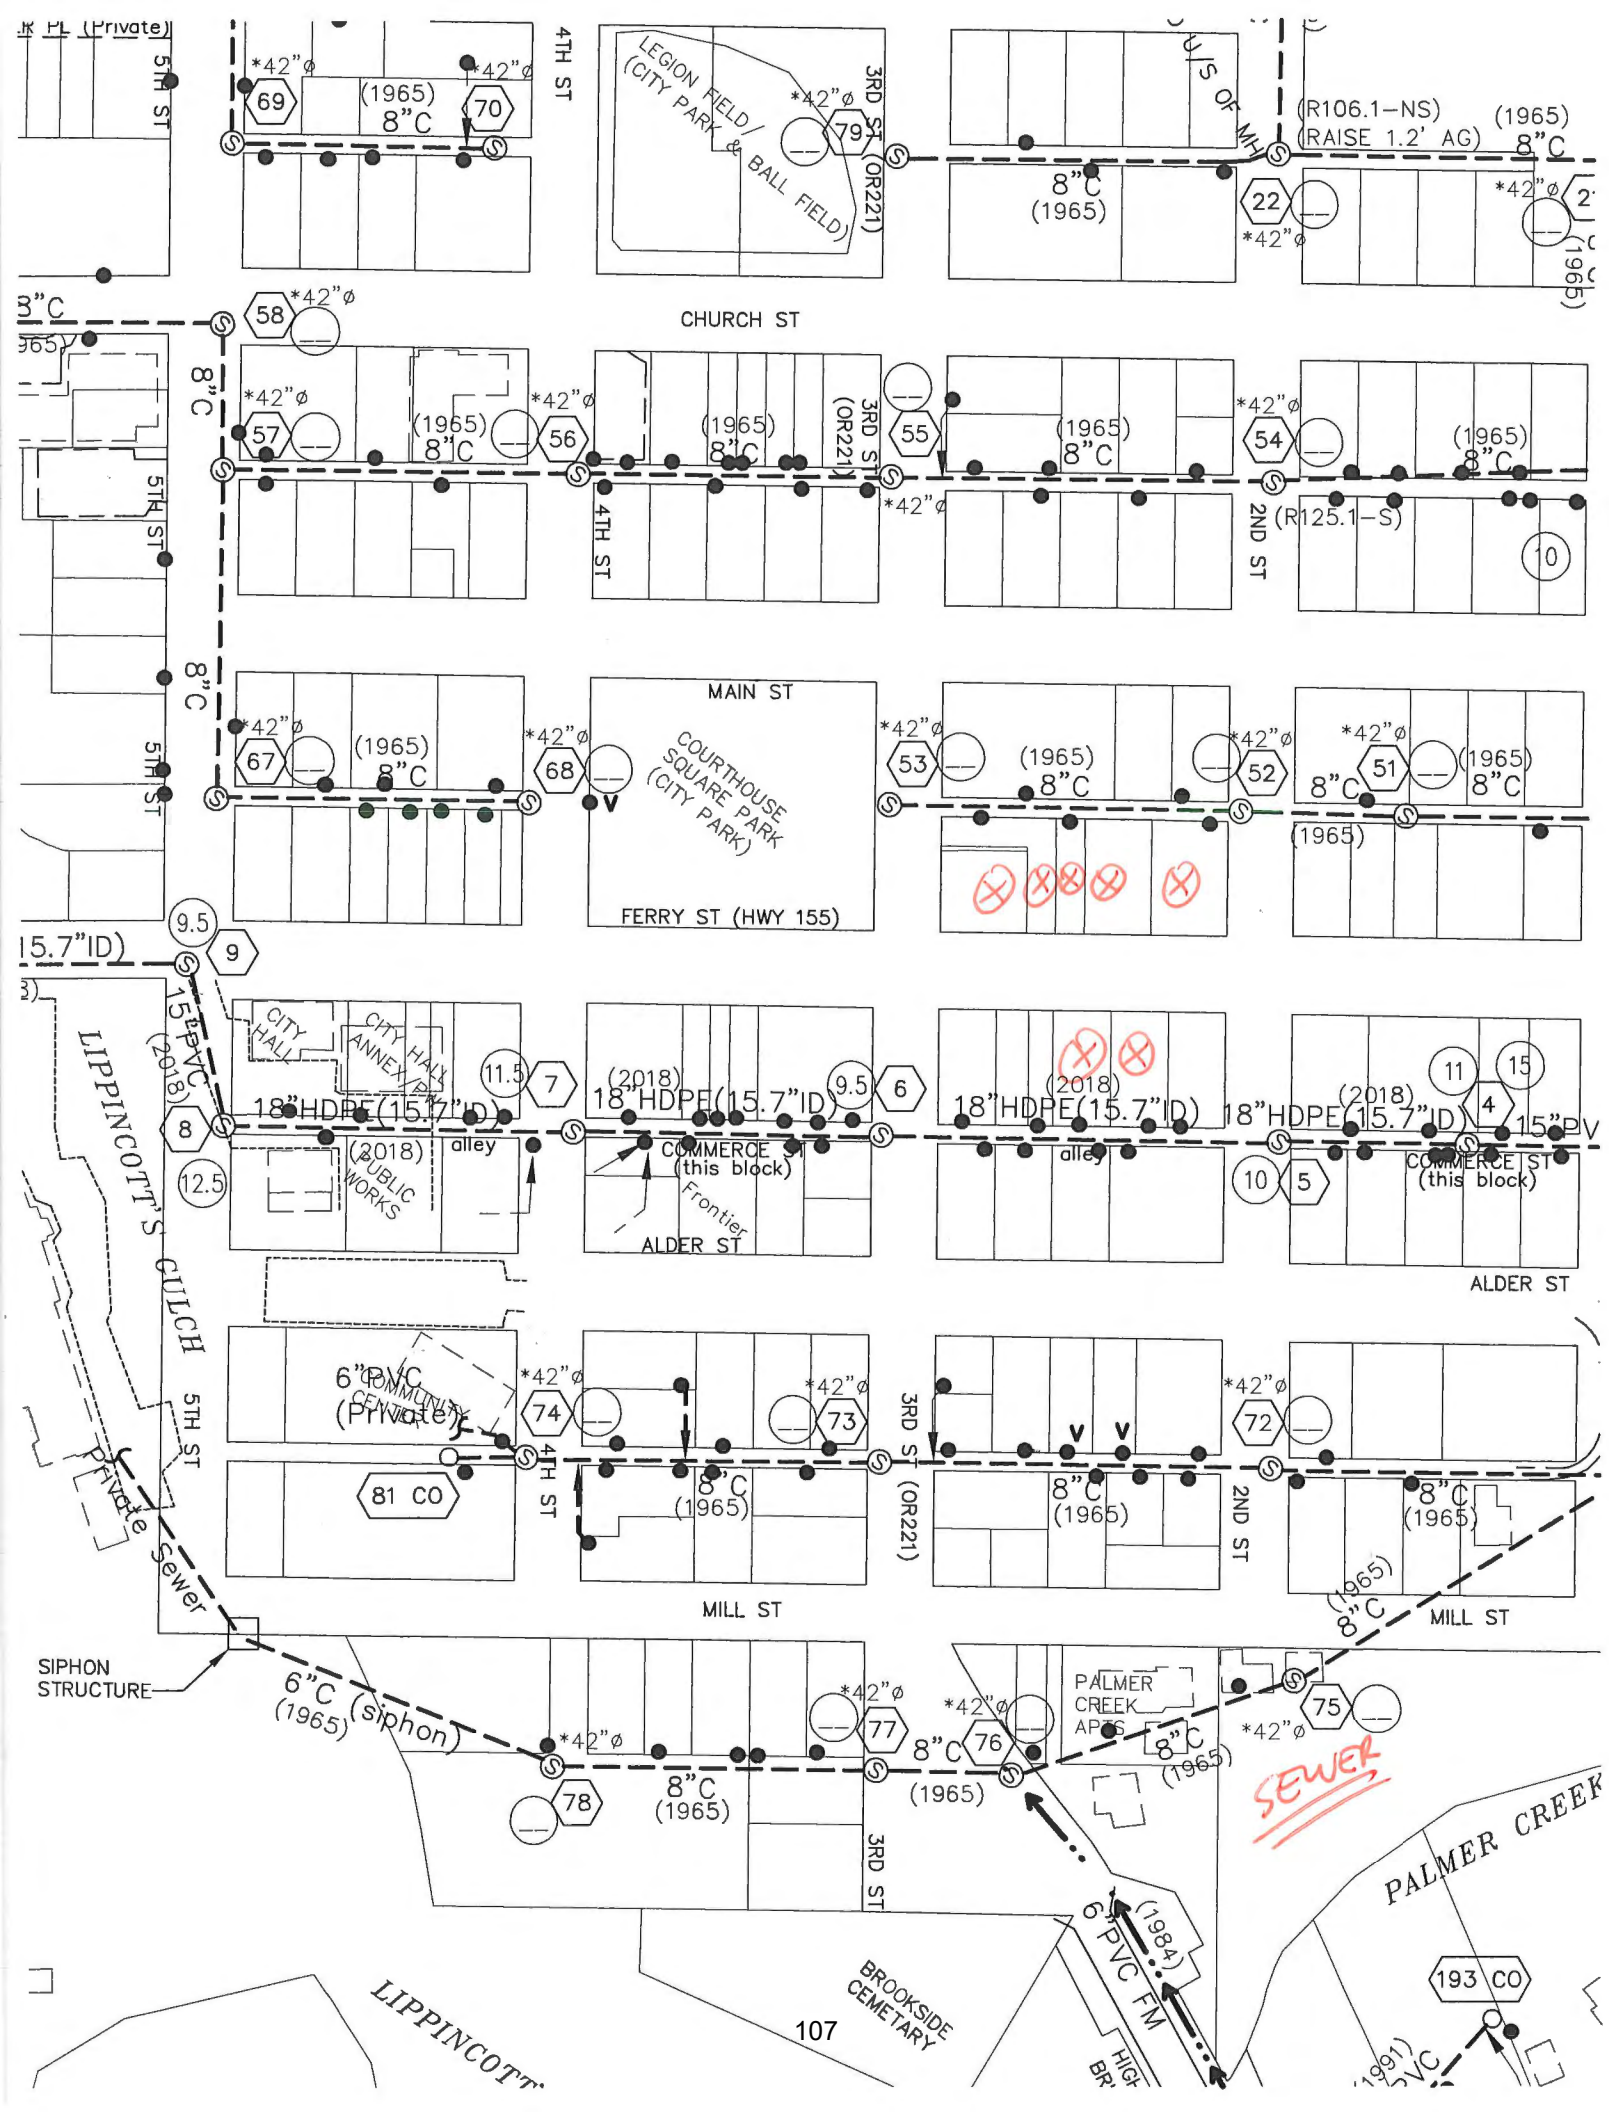 .R PL (Private)
5TH ST
*42"ø
69
(1965)
8"C
*42"ø
70
4TH ST
LEGION FIELD/
(CITY PARK
& BALL FIELD)
*42"ø
79
3RD ST (OR221)
8"C
(1965)
U/S OF MH
(R106.1-NS)
(RAISE 1.2' AG)
(1965)
8"C
22
*42"ø
*42"ø
(1965)
8"C
965)
58
*42"ø
CHURCH ST
8"C
*42"ø
57
(1965)
8"C
*42"ø
56
(1965)
8"C
3RD ST
(OR221)
55
*42"ø
(1965)
8"C
*42"ø
54
(1965)
8"C
5TH ST
4TH ST
2ND ST
(R125.1-S)
10
8"C
5TH ST
*42"ø
67
(1965)
8"C
*42"ø
68
V
MAIN ST
COURTHOUSE
SQUARE PARK
(CITY PARK)
FERRY ST (HWY 155)
*42"ø
53
(1965)
8"C
*42"ø
52
*42"ø
51
8"C
(1965)
(1965)
8"C
9.5
9
15.7"ID)
15"PVC
(2018)
LIPPINCOTT'S GULCH
CITY
HALL
CITY HALL
ANNEX/P
11.5
7
18"HDPE(15.7"ID)
8
12.5
(2018)
PUBLIC
WORKS
alley
(2018)
18"HDPE(15.7"ID)
9.5
6
COMMERCE ST
(this block)
Frontier
ALDER ST
(2018)
18"HDPE(15.7"ID)
alley
(2018)
18"HDPE(15.7"ID)
11
15
4
15"PV
10
5
COMMERCE ST
(this block)
ALDER ST
5TH ST
6"PVC
(Private)
COMMUNITY
CENTER
*42"ø
74
4TH ST
81 CO
*42"ø
73
8"C
(1965)
3RD ST (OR221)
V
V
8"C
(1965)
*42"ø
72
2ND ST
8"C
(1965)
Private Sewer
SIPHON
STRUCTURE
6"C (siphon)
(1965)
MILL ST
(1965)
8"C
MILL ST
*42"ø
78
8"C
(1965)
*42"ø
77
8"C
(1965)
*42"ø
76
PALMER
CREEK
APTS
8"C
(1965)
75
*42"ø
SEWER
3RD ST
PALMER CREEK
6"PVC FM
(1984)
BROOKSIDE
CEMETARY
LIPPINCOTT'
HIGH
BR
193 CO
107